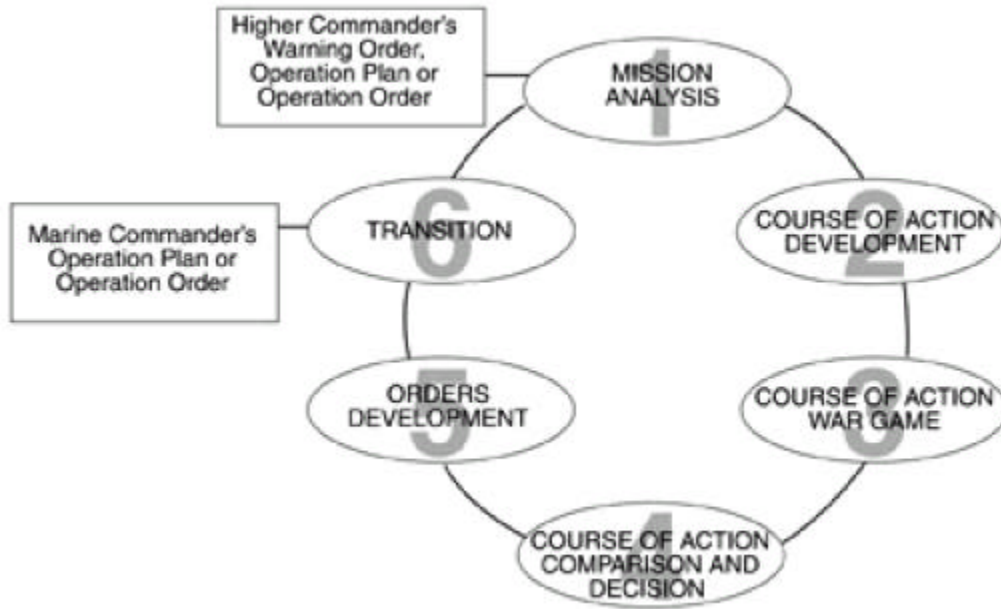 Higher Commander's
Warning Order,
Operation Plan or
Operation Order
1
MISSION
ANALYSIS
2
COURSE OF ACTION
DEVELOPMENT
3
COURSE OF ACTION
WAR GAME
4
COURSE OF ACTION
COMPARISON AND
DECISION
5
ORDERS
DEVELOPMENT
6
TRANSITION
Marine Commander's
Operation Plan or
Operation Order